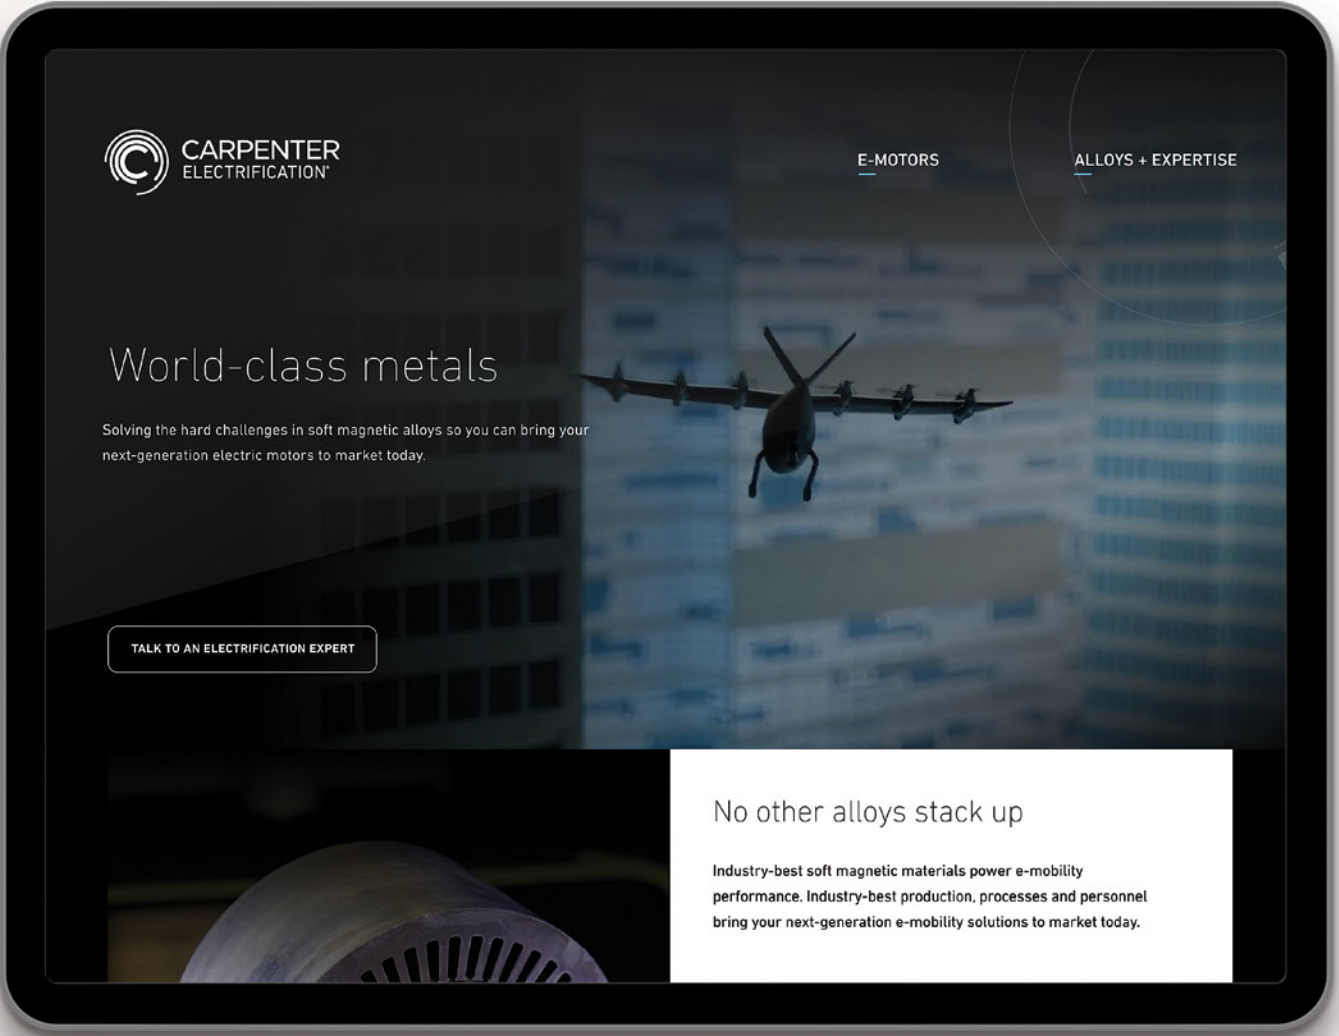 CARPENTER
ELECTRIFICATION®
E-MOTORS
ALLOYS + EXPERTISE
World-class metals
Solving the hard challenges in soft magnetic alloys so you can bring your
next-generation electric motors to market today.
TALK TO AN ELECTRIFICATION EXPERT
No other alloys stack up
Industry-best soft magnetic materials power e-mobility
performance. Industry-best production, processes and personnel
bring your next-generation e-mobility solutions to market today.